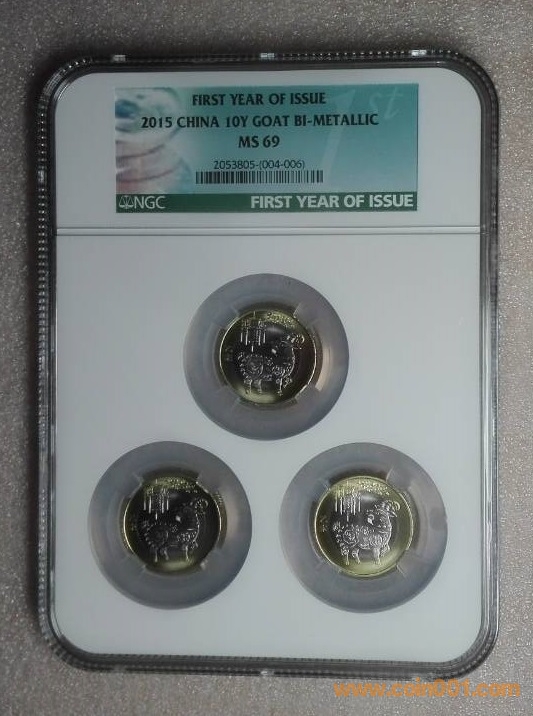 FIRST YEAR OF ISSUE
2015 CHINA 10Y GOAT BI-METALLIC
MS 69
2053805-(004-006)
1st
NGC FIRST YEAR OF ISSUE
www.coin001.com